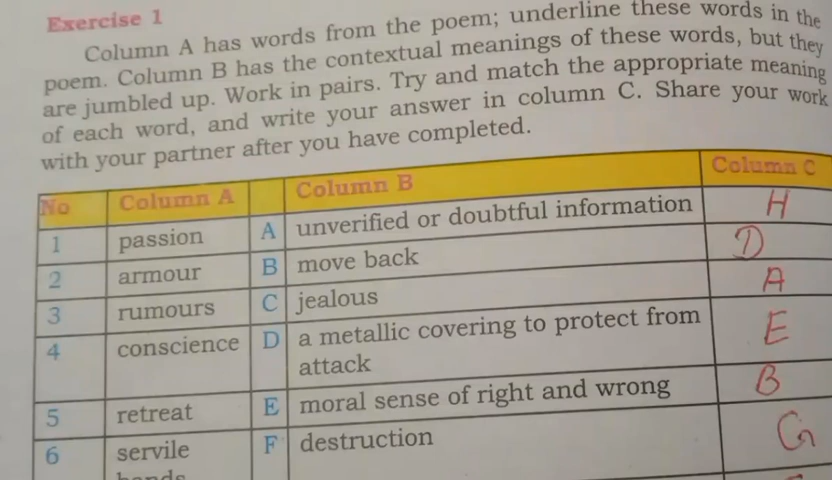 Exercise 1
Column A has words from the poem; underline these words in the
poem. Column B has the contextual meanings of these words, but they
are jumbled up. Work in pairs. Try and match the appropriate meaning
of each word, and write your answer in column C. Share your work
with your partner after you have completed.
No Column A Column B Column C
1 passion A unverified or doubtful information H
2 armour B move back D
3 rumours C jealous A
4 conscience D a metallic covering to protect from E
attack
5 retreat E moral sense of right and wrong B
6 servile F destruction G
bands